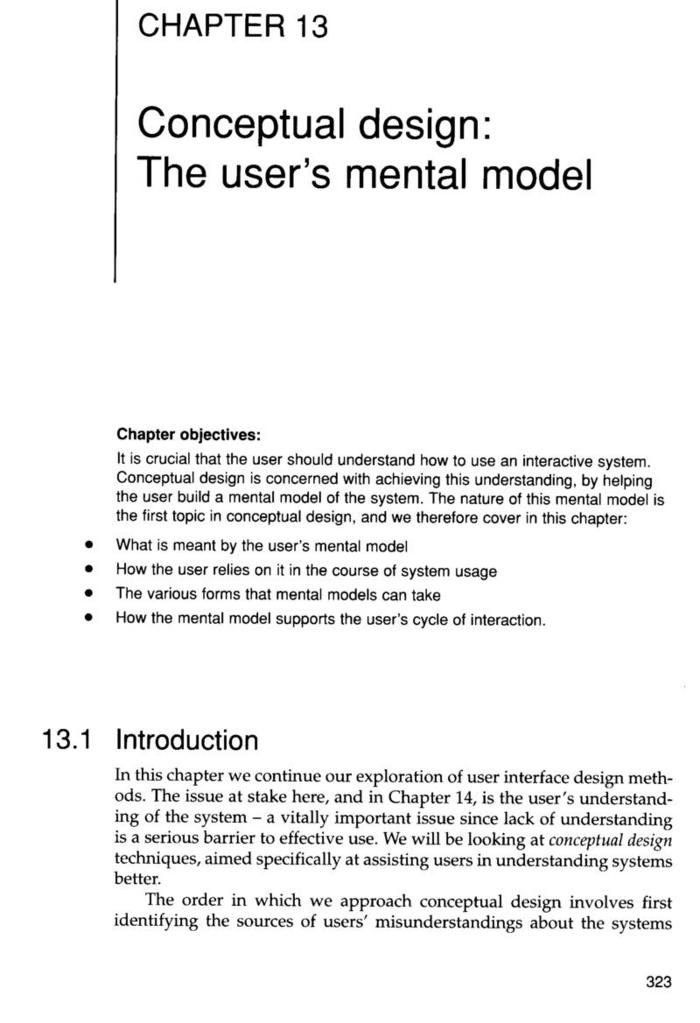 CHAPTER 13
Conceptual design:
The user's mental model
Chapter objectives:
It is crucial that the user should understand how to use an interactive system.
Conceptual design is concerned with achieving this understanding, by helping
the user build a mental model of the system. The nature of this mental model is
the first topic in conceptual design, and we therefore cover in this chapter:
• What is meant by the user's mental model
• How the user relies on it in the course of system usage
• The various forms that mental models can take
• How the mental model supports the user's cycle of interaction.
13.1 Introduction
In this chapter we continue our exploration of user interface design meth-
ods. The issue at stake here, and in Chapter 14, is the user's understand-
ing of the system – a vitally important issue since lack of understanding
is a serious barrier to effective use. We will be looking at conceptual design
techniques, aimed specifically at assisting users in understanding systems
better.
The order in which we approach conceptual design involves first
identifying the sources of users' misunderstandings about the systems
323